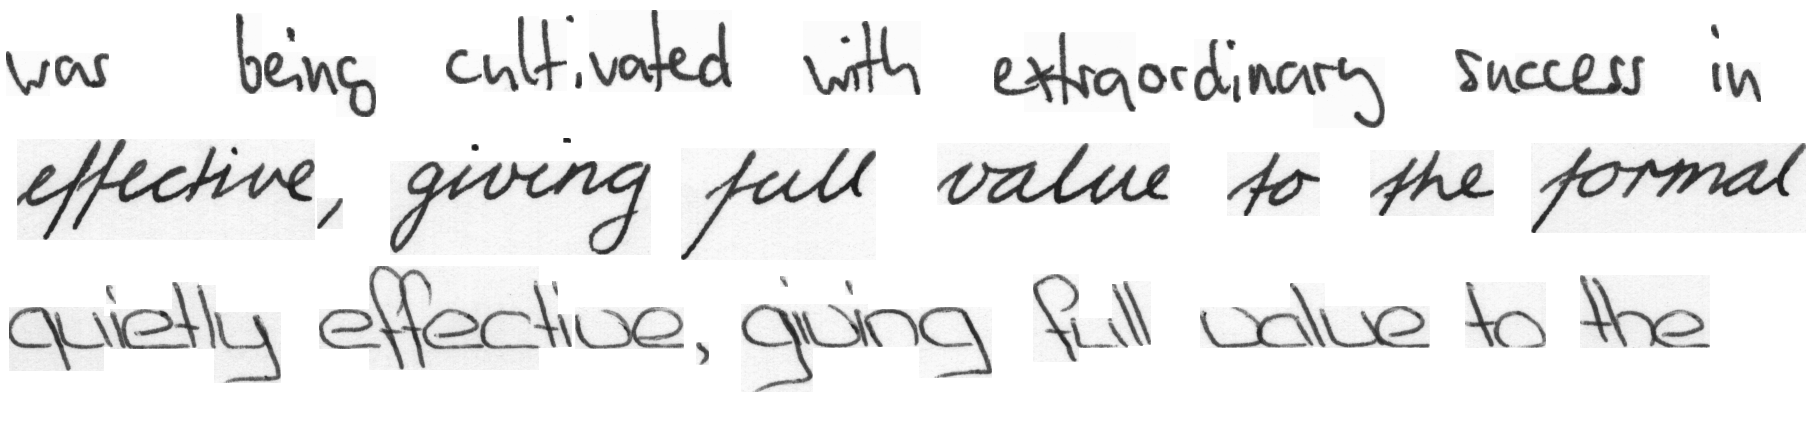 was being cultivated with extraordinary success in
effective, giving full value to the formal
quietly effective, giving full value to the